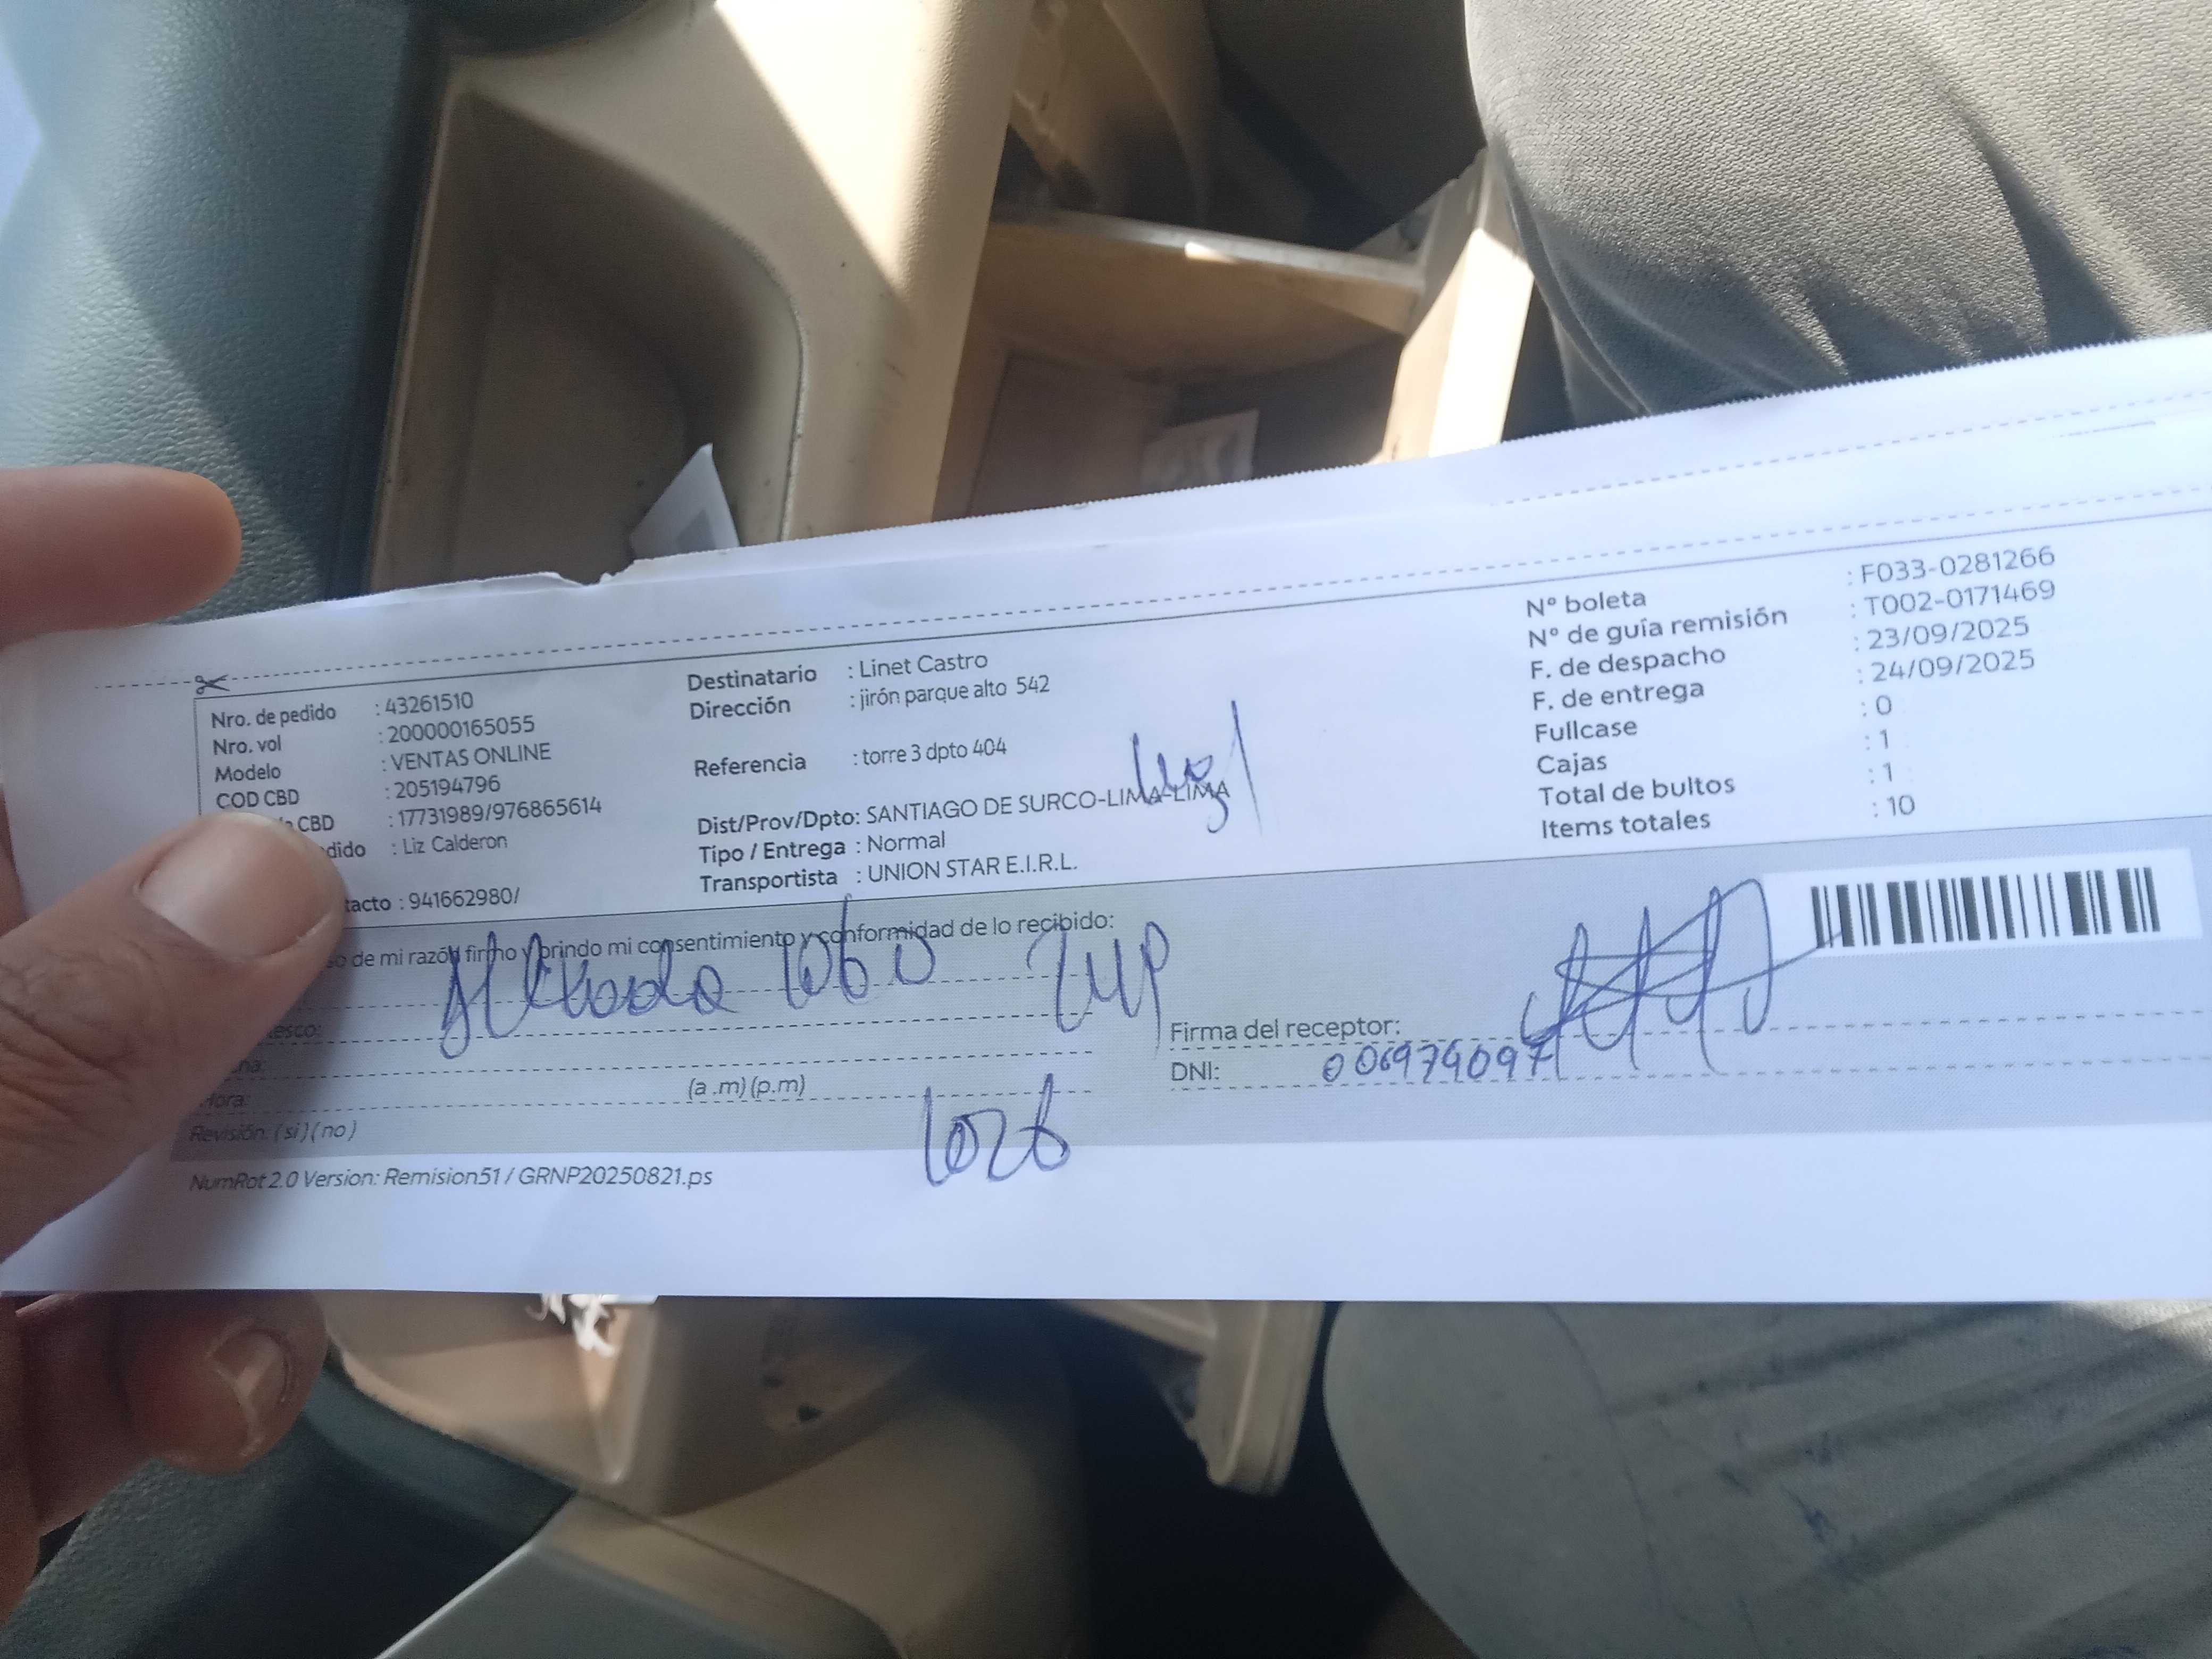 Nro. de pedido : 43261510
Nro. vol : 200000165055
Modelo : VENTAS ONLINE
COD CBD : 205194796
CBD : 17731989/976865614
dido : Liz Calderon
tacto : 941662980/
Destinatario : Linet Castro
Dirección : jirón parque alto 542
Referencia : torre 3 dpto 404
Dist/Prov/Dpto: SANTIAGO DE SURCO-LIMA-LIMA
Tipo / Entrega : Normal
Transportista : UNION STAR E.I.R.L.
N° boleta : F033-0281266
N° de guía remisión : T002-0171469
F. de despacho : 23/09/2025
F. de entrega : 24/09/2025
Fullcase : 0
Cajas : 1
Total de bultos : 1
Items totales : 10
de mi razón firmo y brindo mi consentimiento y conformidad de lo recibido:
tesco:
Firma del receptor:
DNI:
Hora: (a .m) (p.m)
Revisión: ( si ) ( no )
1026
NumRot 2.0 Version: Remision51 / GRNP20250821.ps